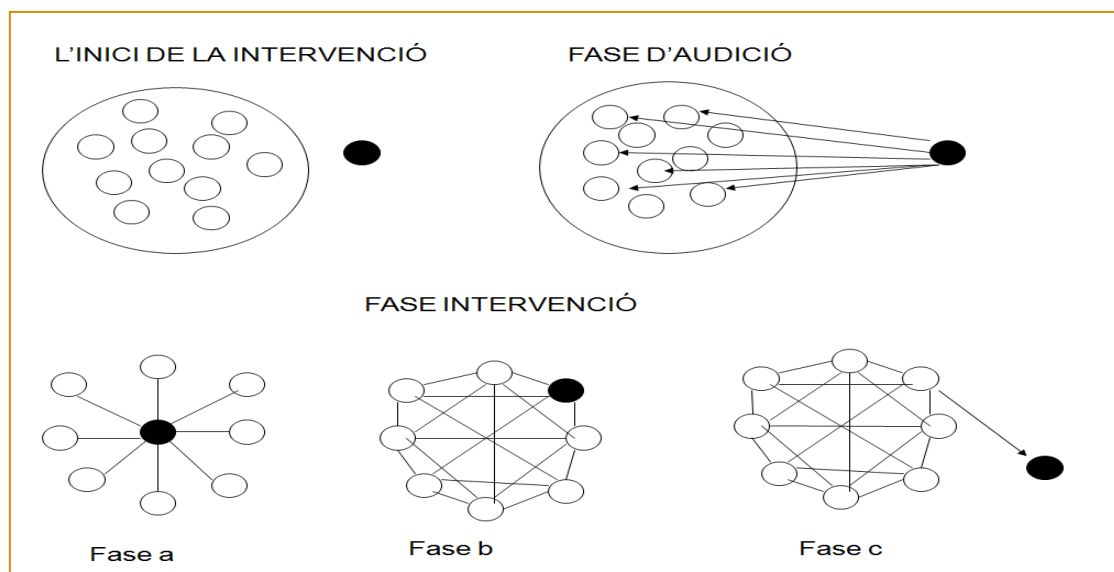 L'INICI DE LA INTERVENCIÓ
FASE D'AUDICIÓ
FASE INTERVENCIÓ
Fase a
Fase b
Fase c